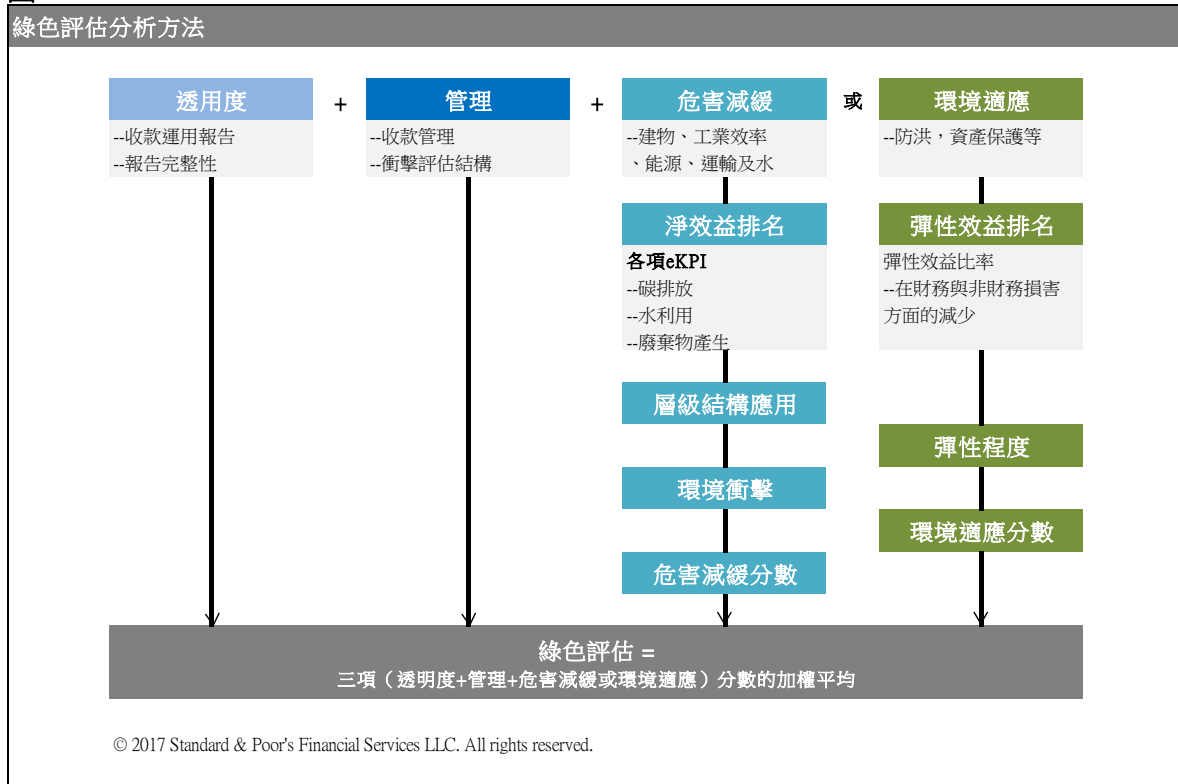 綠色評估分析方法
透用度 + 管理 + 危害減緩 或 環境適應
--收款運用報告
--報告完整性
--收款管理
--衝擊評估結構
--建物、工業效率
、能源、運輸及水
--防洪，資產保護等
淨效益排名
各項eKPI
--碳排放
--水利用
--廢棄物產生
層級結構應用
環境衝擊
危害減緩分數
彈性效益排名
彈性效益比率
--在財務與非財務損害
方面的減少
彈性程度
環境適應分數
綠色評估 =
三項（透明度+管理+危害減緩或環境適應）分數的加權平均
© 2017 Standard & Poor's Financial Services LLC. All rights reserved.